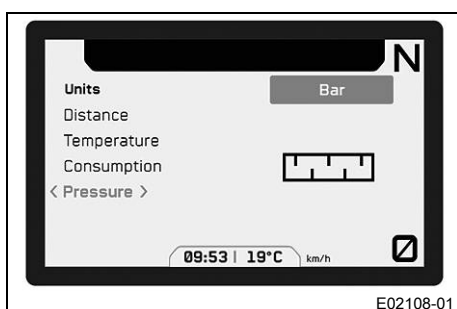 N
Units
Bar
Distance
Temperature
Consumption
< Pressure >
09:53 | 19°C km/h
0
E02108-01